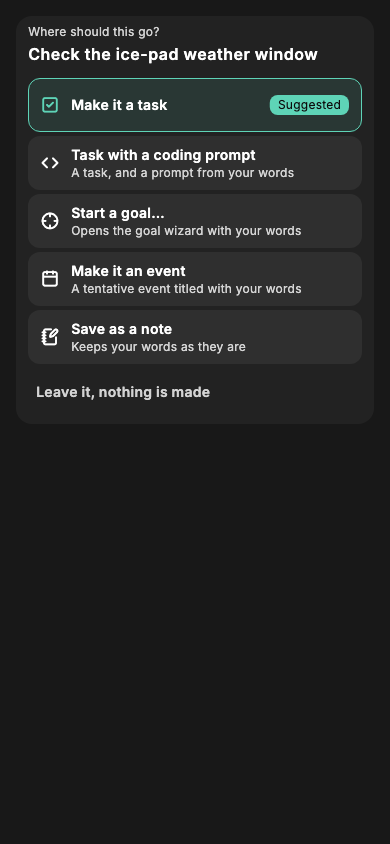 Where should this go?
Check the ice-pad weather window
Make it a task
Suggested
Task with a coding prompt
A task, and a prompt from your words
Start a goal...
Opens the goal wizard with your words
Make it an event
A tentative event titled with your words
Save as a note
Keeps your words as they are
Leave it, nothing is made